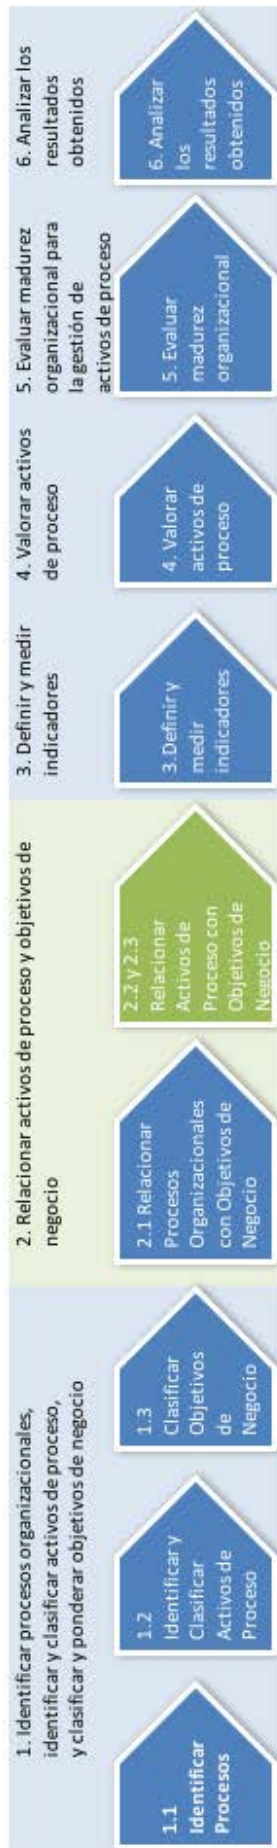 1. Identificar procesos organizacionales,
identificar y clasificar activos de proceso,
y clasificar y ponderar objetivos de negocio
2. Relacionar activos de proceso y objetivos de
negocio
3. Definir y medir
indicadores
4. Valorar activos
de proceso
5. Evaluar madurez
organizacional para
la gestión de
activos de proceso
6. Analizar los
resultados
obtenidos
1.1
Identificar
Procesos
1.2
Identificar y
Clasificar
Activos de
Proceso
1.3
Clasificar
Objetivos
de
Negocio
2.1 Relacionar
Procesos
Organizacionales
con Objetivos de
Negocio
2.2 y 2.3
Relacionar
Activos de
Proceso con
Objetivos de
Negocio
3.Definir y
medir
indicadores
4. Valorar
activos de
proceso
5. Evaluar
madurez
organizacional
6. Analizar
los
resultados
obtenidos